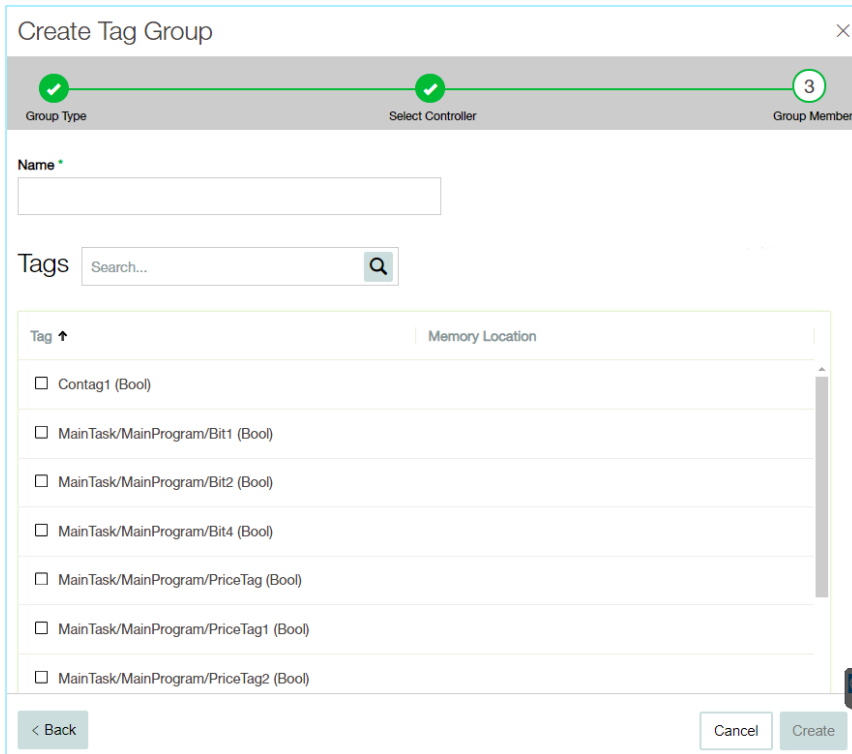 Create Tag Group
3
Group Type
Select Controller
Group Member
Name *
Tags
Search...
Tag
Memory Location
Contag1 (Bool)
MainTask/MainProgram/Bit1 (Bool)
MainTask/MainProgram/Bit2 (Bool)
MainTask/MainProgram/Bit4 (Bool)
MainTask/MainProgram/PriceTag (Bool)
MainTask/MainProgram/PriceTag1 (Bool)
MainTask/MainProgram/PriceTag2 (Bool)
< Back
Cancel
Create